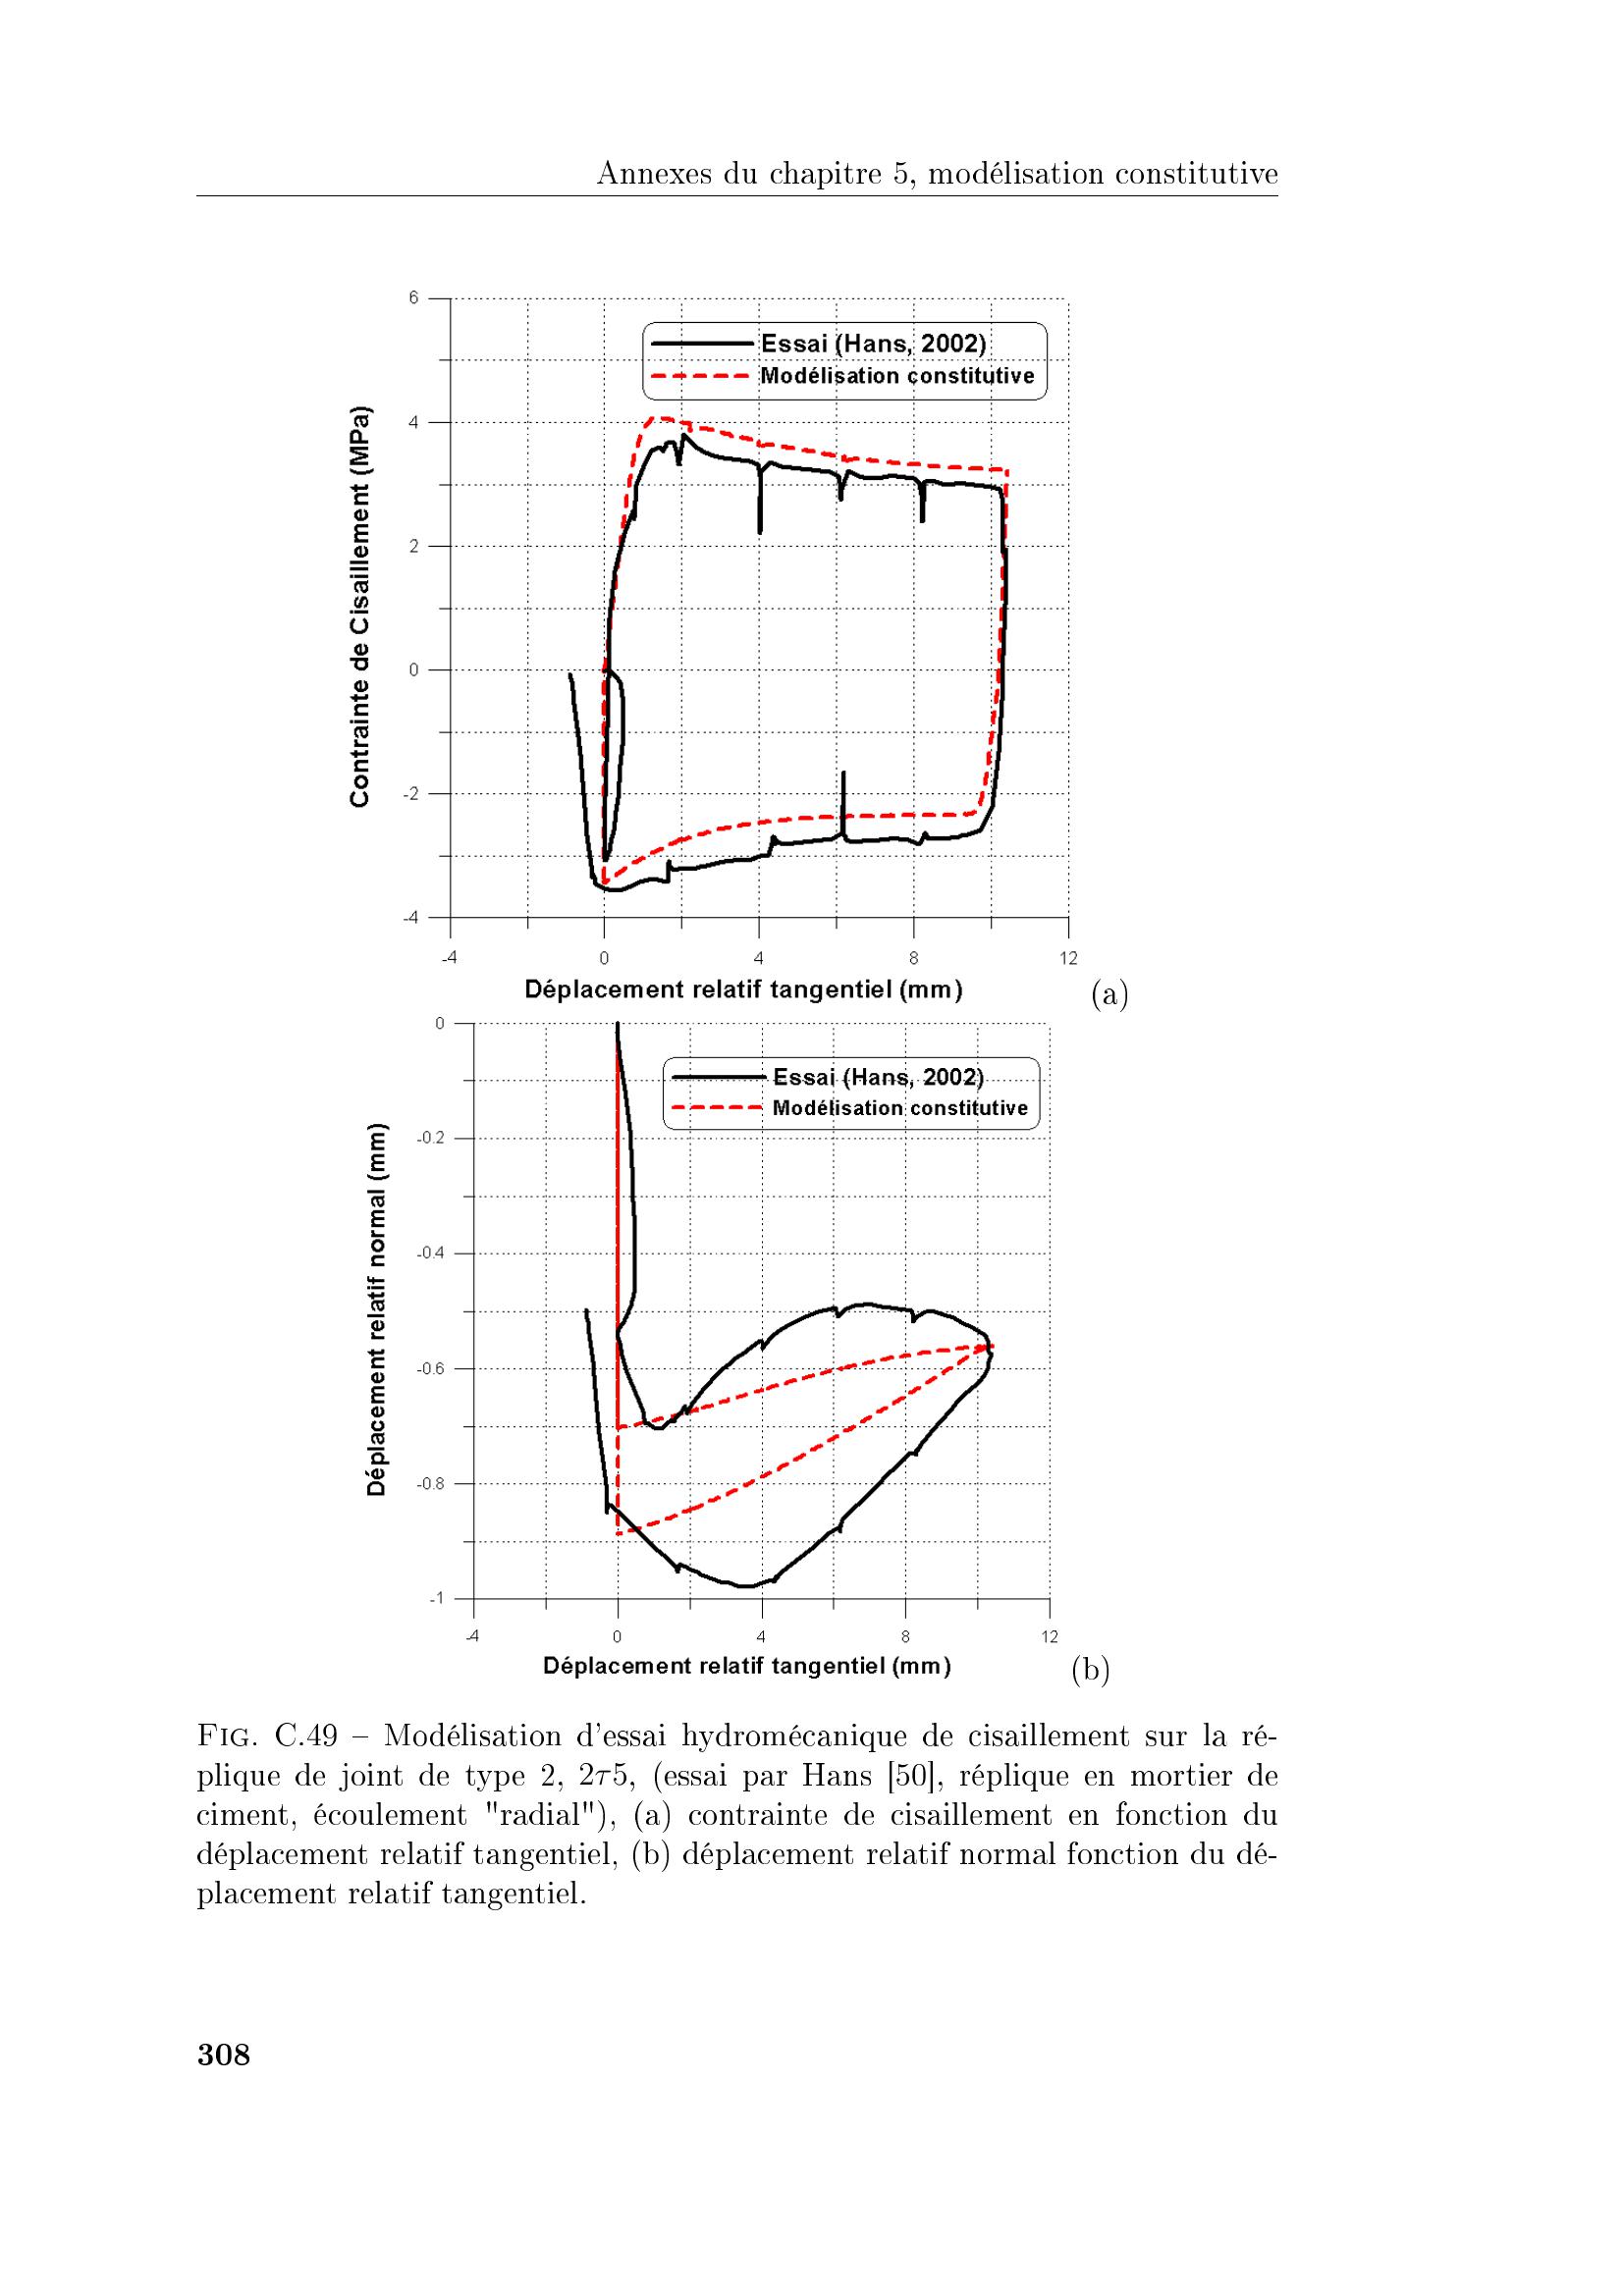 Annexes du chapitre 5, modélisation constitutive
6
4
2
0
-2
-4
Contrainte de Cisaillement (MPa)
Essai (Hans, 2002)
Modélisation constitutive
-4 0 4 8 12
Déplacement relatif tangentiel (mm)
(a)
0
-0.2
-0.4
-0.6
-0.8
-1
Déplacement relatif normal (mm)
Essai (Hans, 2002)
Modélisation constitutive
-4 0 4 8 12
Déplacement relatif tangentiel (mm)
(b)
FIG. C.49 – Modélisation d'essai hydromécanique de cisaillement sur la ré-
plique de joint de type 2, 2τ5, (essai par Hans [50], réplique en mortier de
ciment, écoulement "radial"), (a) contrainte de cisaillement en fonction du
déplacement relatif tangentiel, (b) déplacement relatif normal fonction du dé-
placement relatif tangentiel.
308